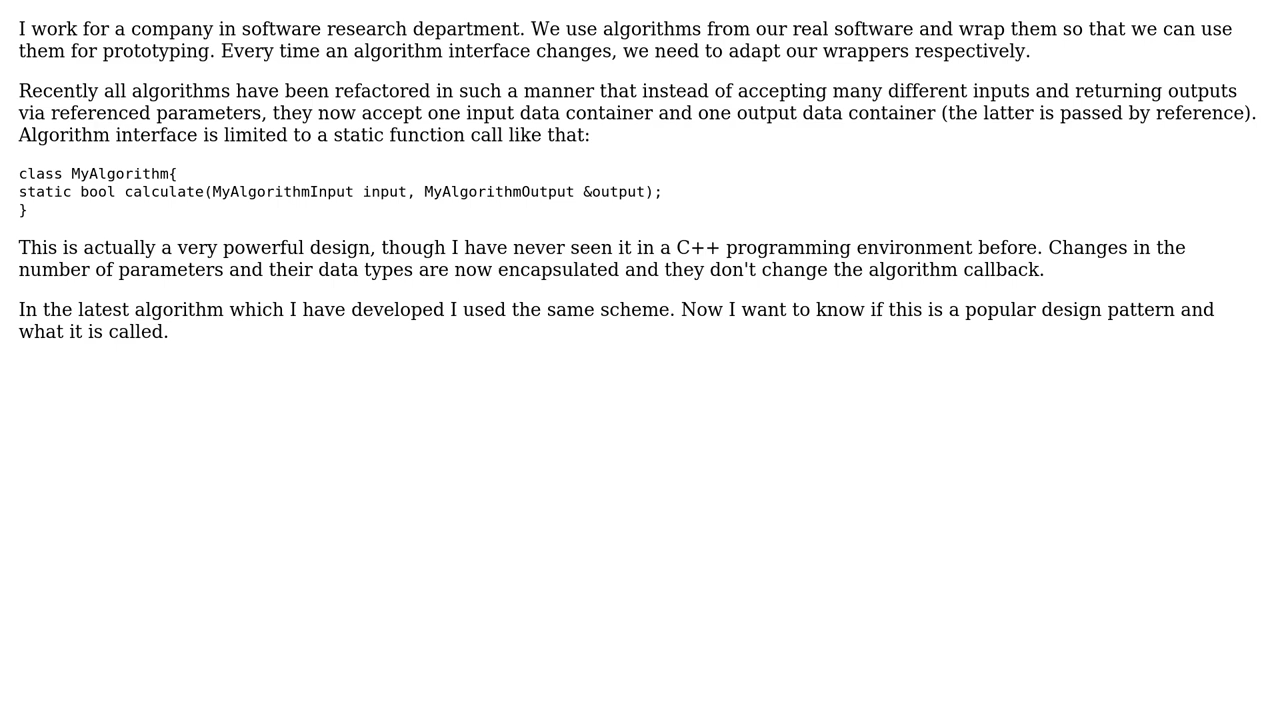 I work for a company in software research department. We use algorithms from our real software and wrap them so that we can use
them for prototyping. Every time an algorithm interface changes, we need to adapt our wrappers respectively.
Recently all algorithms have been refactored in such a manner that instead of accepting many different inputs and returning outputs
via referenced parameters, they now accept one input data container and one output data container (the latter is passed by reference).
Algorithm interface is limited to a static function call like that:
class MyAlgorithm{
static bool calculate(MyAlgorithmInput input, MyAlgorithmOutput &output);
}
This is actually a very powerful design, though I have never seen it in a C++ programming environment before. Changes in the
number of parameters and their data types are now encapsulated and they don't change the algorithm callback.
In the latest algorithm which I have developed I used the same scheme. Now I want to know if this is a popular design pattern and
what it is called.